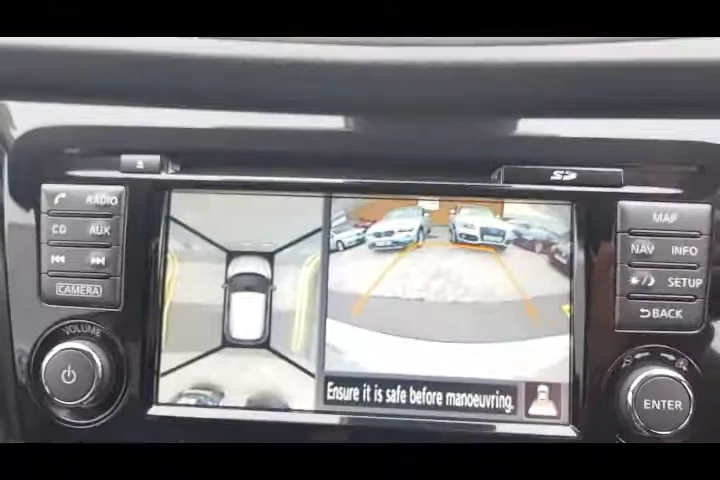 SD
RADIO
CD AUX
CAMERA
VOLUME
MAP
NAV INFO
SETUP
BACK
ENTER
Ensure it is safe before manoeuvring.